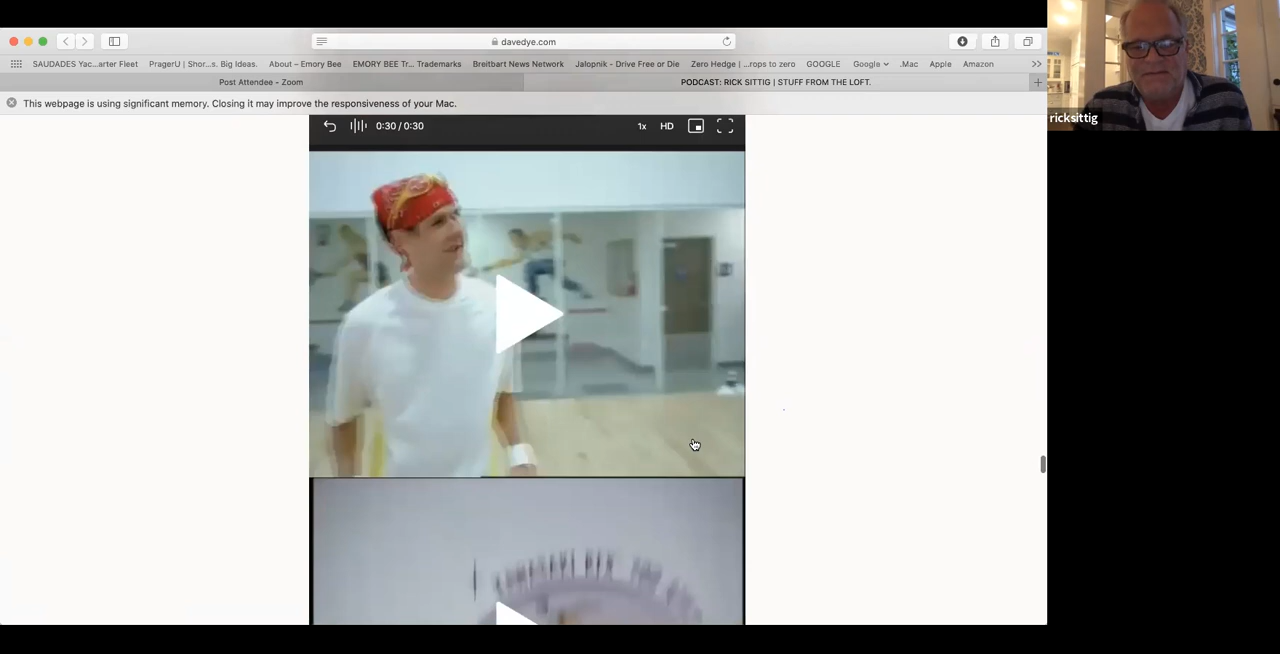 davedye.com
SAUDADES Yac...arter Fleet PragerU | Shor...s. Big Ideas. About – Emory Bee EMORY BEE Tr... Trademarks Breitbart News Network Jalopnik - Drive Free or Die Zero Hedge | ...rops to zero GOOGLE Google .Mac Apple Amazon >>
Post Attendee - Zoom PODCAST: RICK SITTIG | STUFF FROM THE LOFT. +
This webpage is using significant memory. Closing it may improve the responsiveness of your Mac.
ricksittig
0:30 / 0:30 1x HD